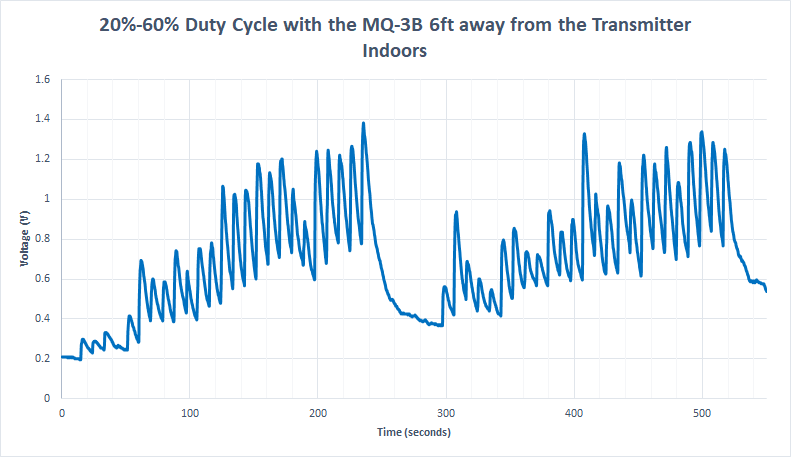 20%-60% Duty Cycle with the MQ-3B 6ft away from the Transmitter
Indoors
1.6
1.4
1.2
1
0.8
0.6
0.4
0.2
0
Voltage (V)
0 100 200 300 400 500
Time (seconds)